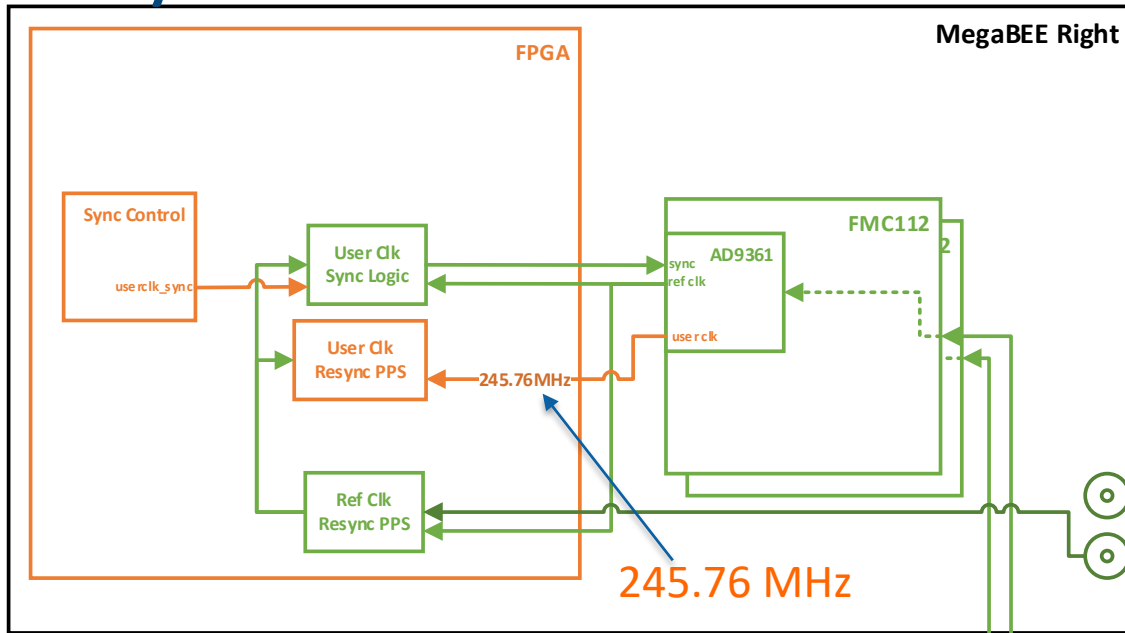 MegaBEE Right
FPGA
Sync Control
userclk_sync
User Clk
Sync Logic
User Clk
Resync PPS
Ref Clk
Resync PPS
245.76MHz
FMC112
2
AD9361
sync
ref clk
user clk
245.76 MHz